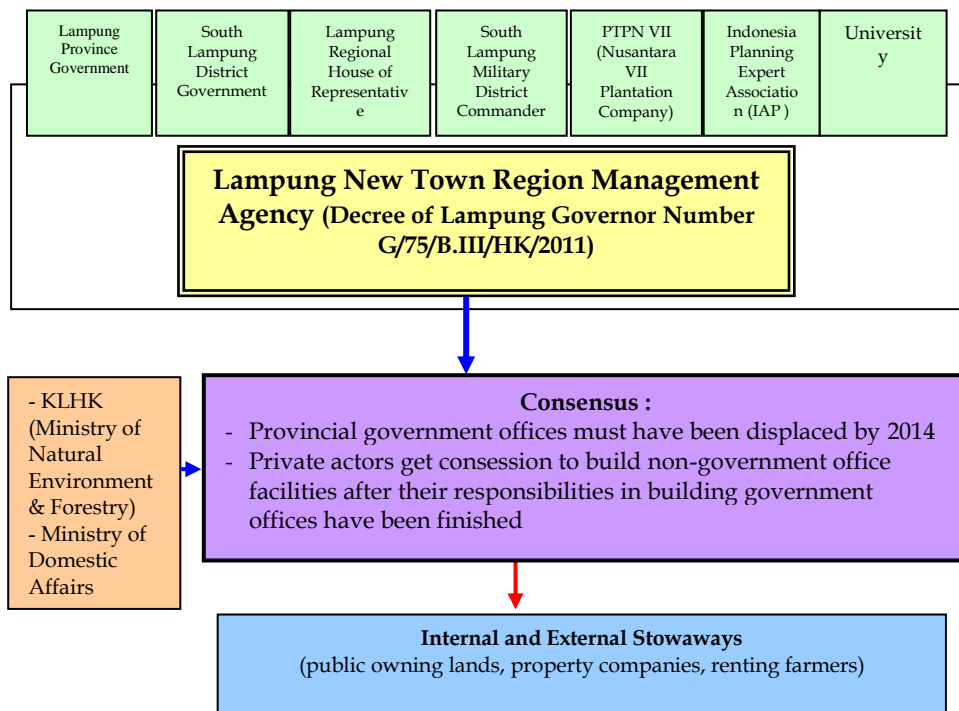 Lampung
Province
Government
South
Lampung
District
Government
Lampung
Regional
House of
Representativ
e
South
Lampung
Military
District
Commander
PTPN VII
(Nusantara
VII
Plantation
Company)
Indonesia
Planning
Expert
Associatio
n (IAP )
Universit
y
Lampung New Town Region Management
Agency (Decree of Lampung Governor Number
G/75/B.III/HK/2011)
- KLHK
(Ministry of
Natural
Environment
& Forestry)
- Ministry of
Domestic
Affairs
Consensus :
- Provincial government offices must have been displaced by 2014
- Private actors get consession to build non-government office
facilities after their responsibilities in building government
offices have been finished
Internal and External Stowaways
(public owning lands, property companies, renting farmers)